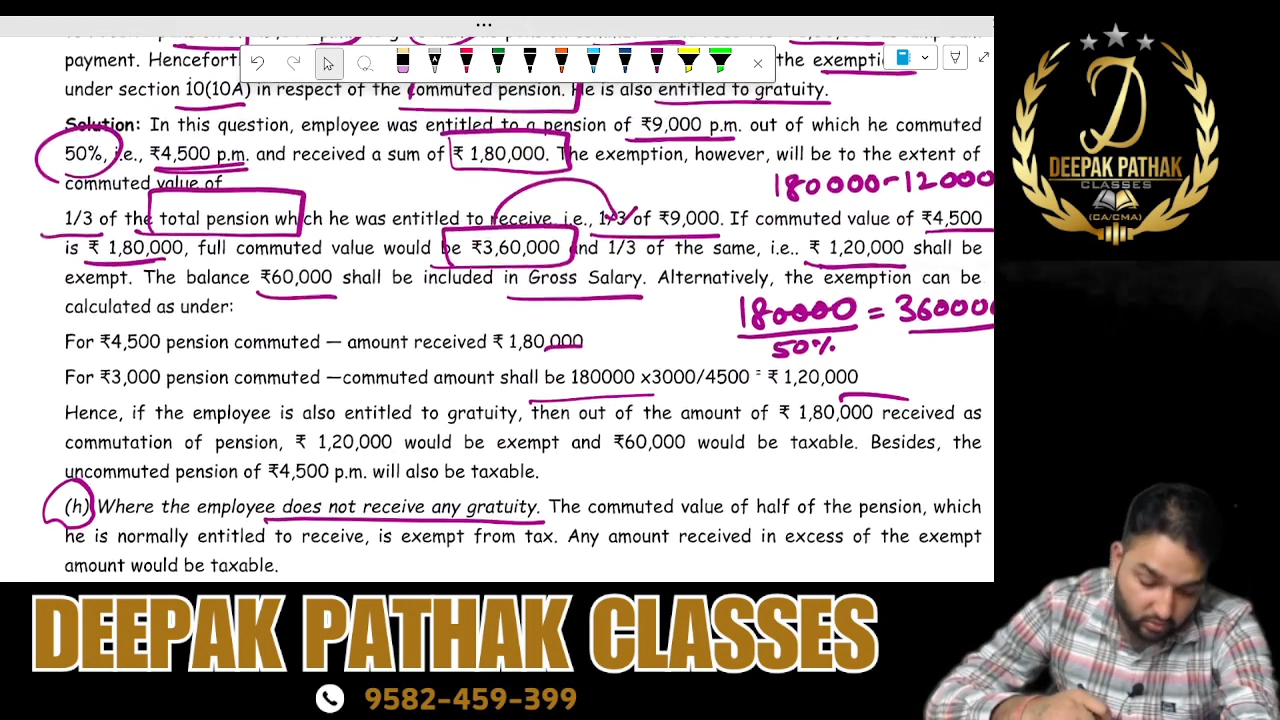 payment. Hencefort the exemption
under section 10(10A) in respect of the commuted pension. He is also entitled to gratuity.
Solution: In this question, employee was entitled to a pension of ₹9,000 p.m. out of which he commuted
50%, i.e., ₹4,500 p.m. and received a sum of ₹ 1,80,000. The exemption, however, will be to the extent of
commuted value of
180000-12000
1/3 of the total pension which he was entitled to receive, i.e., 1/3 of ₹9,000. If commuted value of ₹4,500
is ₹ 1,80,000, full commuted value would be ₹3,60,000 and 1/3 of the same, i.e.. ₹ 1,20,000 shall be
exempt. The balance ₹60,000 shall be included in Gross Salary. Alternatively, the exemption can be
calculated as under:
180000 = 360000
50%
For ₹4,500 pension commuted — amount received ₹ 1,80,000
For ₹3,000 pension commuted —commuted amount shall be 180000 x3000/4500 = ₹ 1,20,000
Hence, if the employee is also entitled to gratuity, then out of the amount of ₹ 1,80,000 received as
commutation of pension, ₹ 1,20,000 would be exempt and ₹60,000 would be taxable. Besides, the
uncommuted pension of ₹4,500 p.m. will also be taxable.
(h) Where the employee does not receive any gratuity. The commuted value of half of the pension, which
he is normally entitled to receive, is exempt from tax. Any amount received in excess of the exempt
amount would be taxable.
D
DEEPAK PATHAK
CLASSES
(CA/CMA)
DEEPAK PATHAK CLASSES
9582-459-399